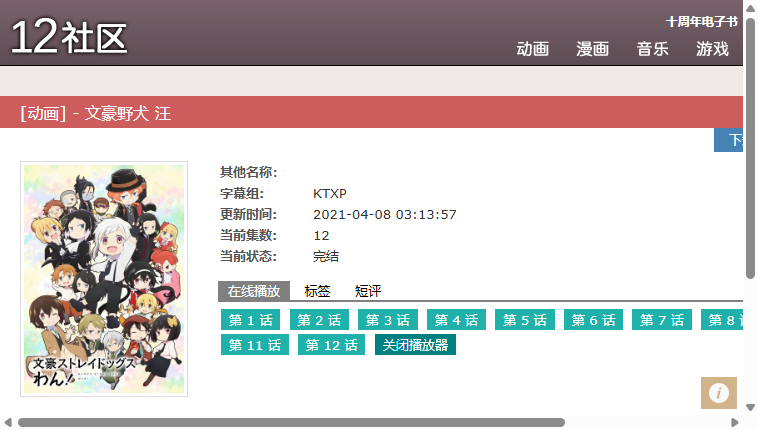 12社区
十周年电子书
动画 漫画 音乐 游戏
[动画] - 文豪野犬 汪
其他名称:
字幕组: KTXP
更新时间: 2021-04-08 03:13:57
当前集数: 12
当前状态: 完结
在线播放 标签 短评
第 1 话 第 2 话 第 3 话 第 4 话 第 5 话 第 6 话 第 7 话 第 8
第 11 话 第 12 话 关闭播放器
文豪ストレイドッグス
わん!